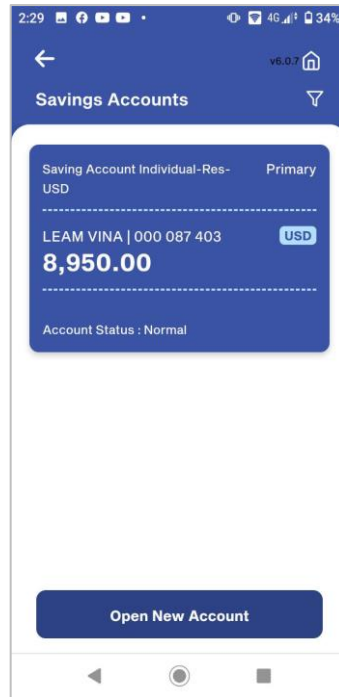 2:29 4G 34%
v6.0.7
Savings Accounts
Saving Account Individual-Res- Primary
USD
LEAM VINA | 000 087 403 USD
8,950.00
Account Status : Normal
Open New Account